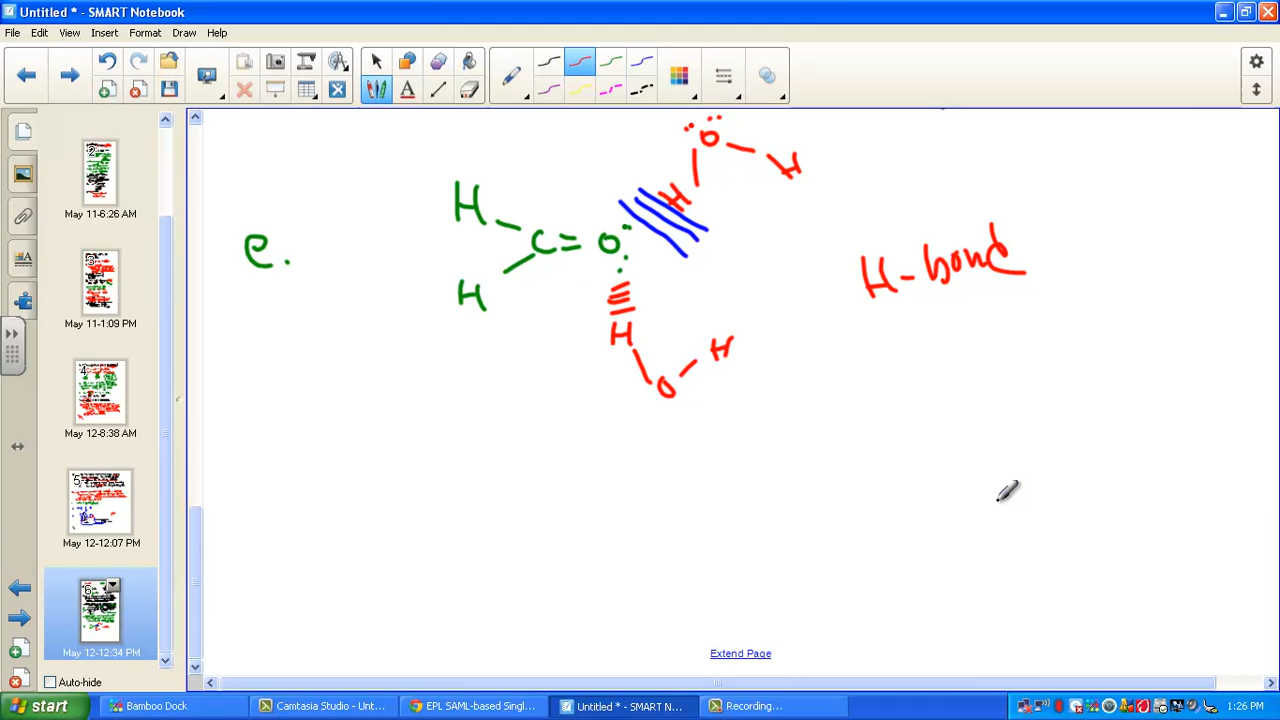 Untitled * - SMART Notebook
File Edit View Insert Format Draw Help
May 11-6:26 AM
May 11-1:09 PM
May 12-8:38 AM
May 12-12:07 PM
May 12-12:34 PM
Auto-hide
O H
H
H
e. C = O
H
H
H
O
H-bond
Extend Page
start Bamboo Dock Camtasia Studio - Unt... EPL SAML-based Singl... Untitled * - SMART N... Recording... 1:26 PM